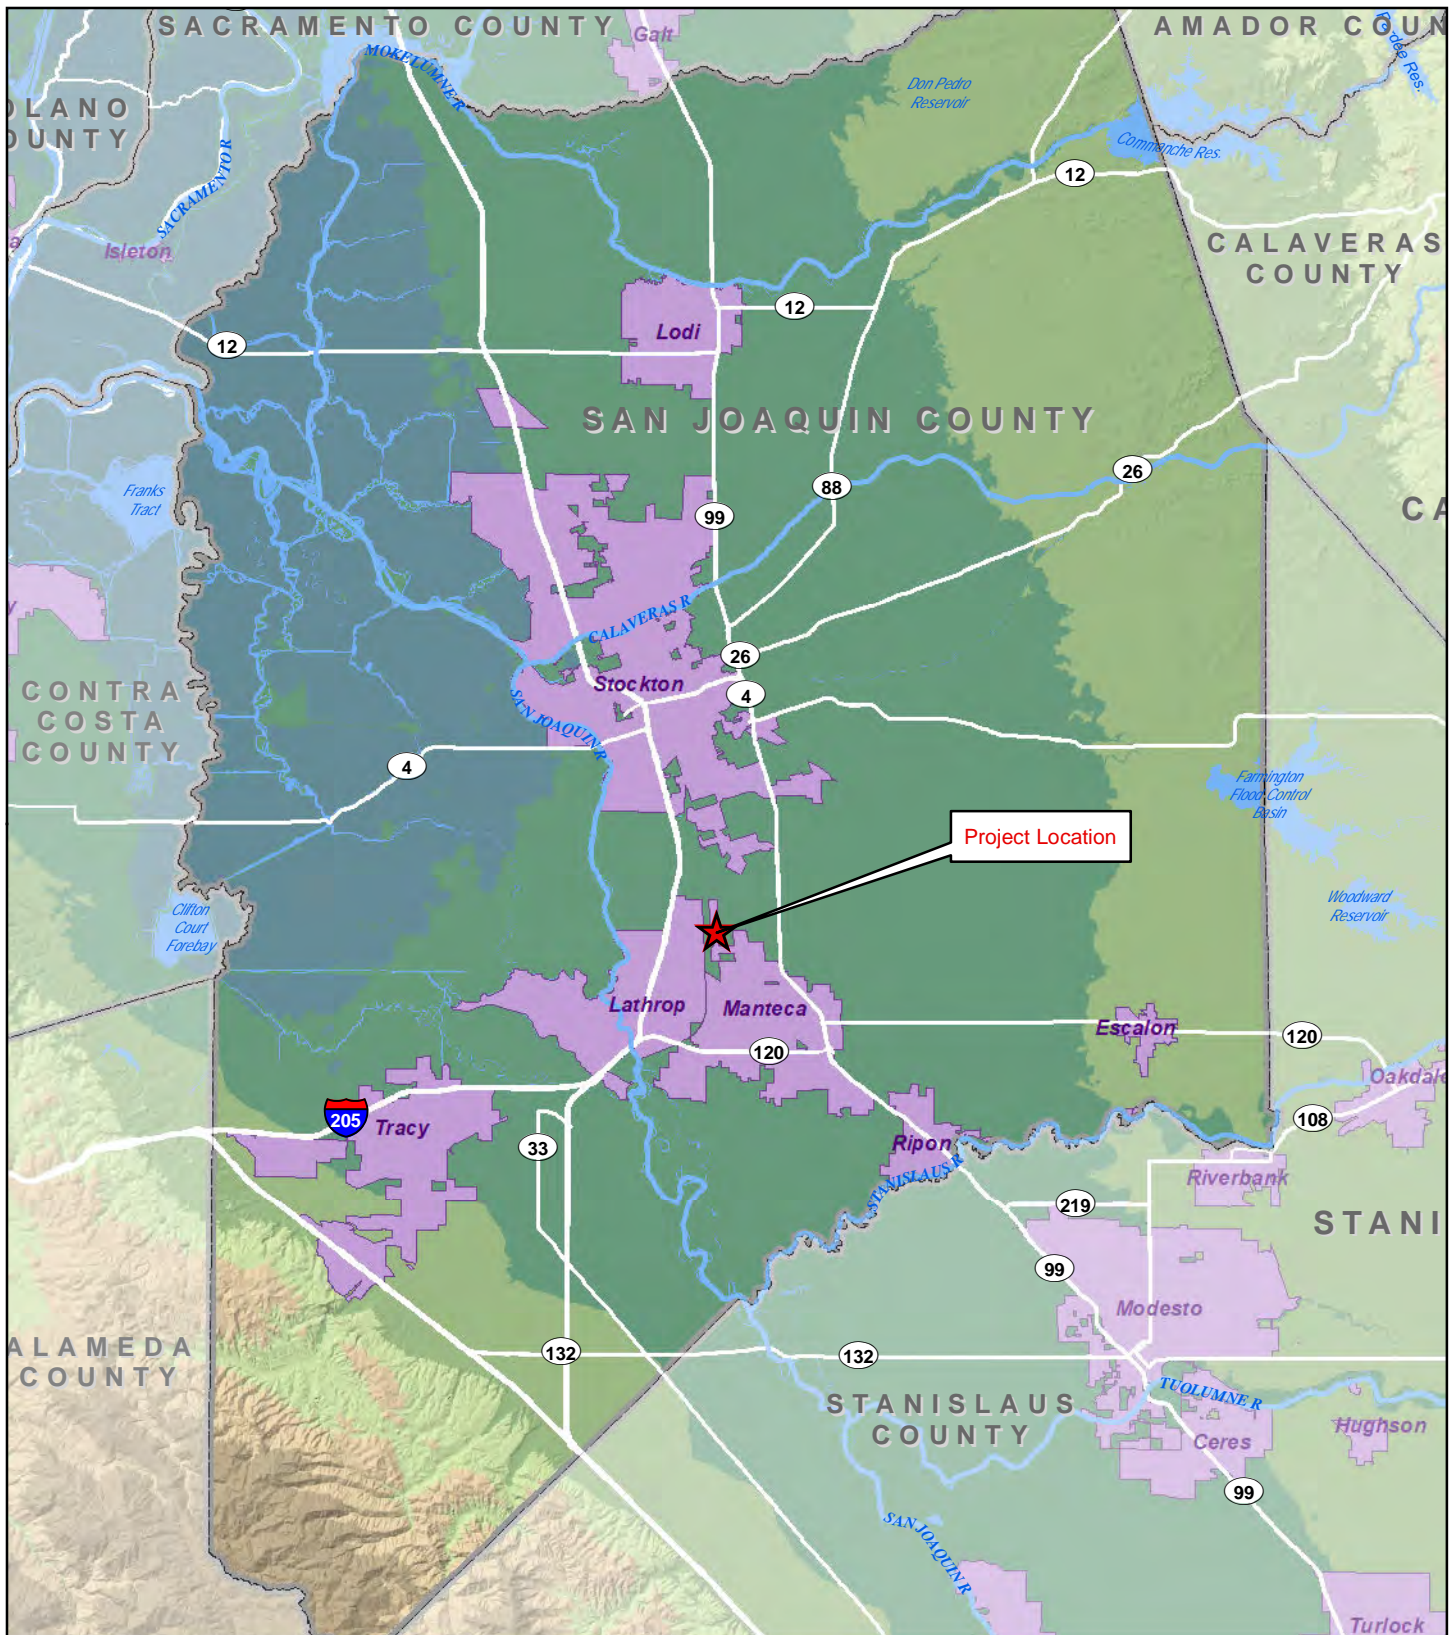 SACRAMENTO COUNTY
AMADOR COUN
Galt
MOKELUMNE R
dee Res.
Don Pedro
Reservoir
OLANO
OUNTY
SACRAMENTO R
Commanche Res.
12
Isleton
CALAVERAS
COUNTY
12
Lodi
12
SAN JOAQUIN COUNTY
26
88
Franks
Tract
99
CA
CALAVERAS R
26
Stockton
4
CONTRA
COSTA
COUNTY
SAN JOAQUIN R
4
Farmington
Flood Control
Basin
Project Location
Clifton
Court
Forebay
Woodward
Reservoir
Lathrop
Manteca
Escalon
120
120
Oakdale
205
Tracy
108
33
Ripon
STANISLAUS R
Riverbank
219
STANI
99
Modesto
ALAMEDA
COUNTY
132
132
TUOLUMNE R
STANISLAUS
COUNTY
Hughson
Ceres
99
SAN JOAQUIN R
Turlock